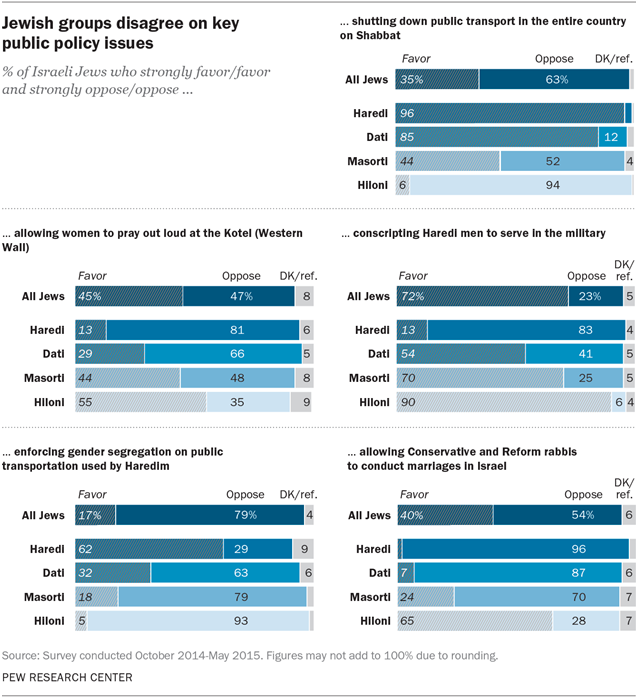 Jewish groups disagree on key
public policy issues
% of Israeli Jews who strongly favor/favor
and strongly oppose/oppose ...
... shutting down public transport in the entire country
on Shabbat
Favor Oppose DK/ref.
All Jews 35% 63%
Haredi 96
Dati 85 12
Masorti 44 52 4
Hiloni 6 94
... allowing women to pray out loud at the Kotel (Western
Wall)
Favor Oppose DK/ref.
All Jews 45% 47% 8
Haredi 13 81 6
Dati 29 66 5
Masorti 44 48 8
Hiloni 55 35 9
... conscripting Haredi men to serve in the military
Favor Oppose DK/
ref.
All Jews 72% 23% 5
Haredi 13 83 4
Dati 54 41 5
Masorti 70 25 5
Hiloni 90 6 4
... enforcing gender segregation on public
transportation used by Haredim
Favor Oppose DK/ref.
All Jews 17% 79% 4
Haredi 62 29 9
Dati 32 63 6
Masorti 18 79
Hiloni 5 93
... allowing Conservative and Reform rabbis
to conduct marriages in Israel
Favor Oppose DK/
ref.
All Jews 40% 54% 6
Haredi 96
Dati 7 87 6
Masorti 24 70 7
Hiloni 65 28 7
Source: Survey conducted October 2014-May 2015. Figures may not add to 100% due to rounding.
PEW RESEARCH CENTER